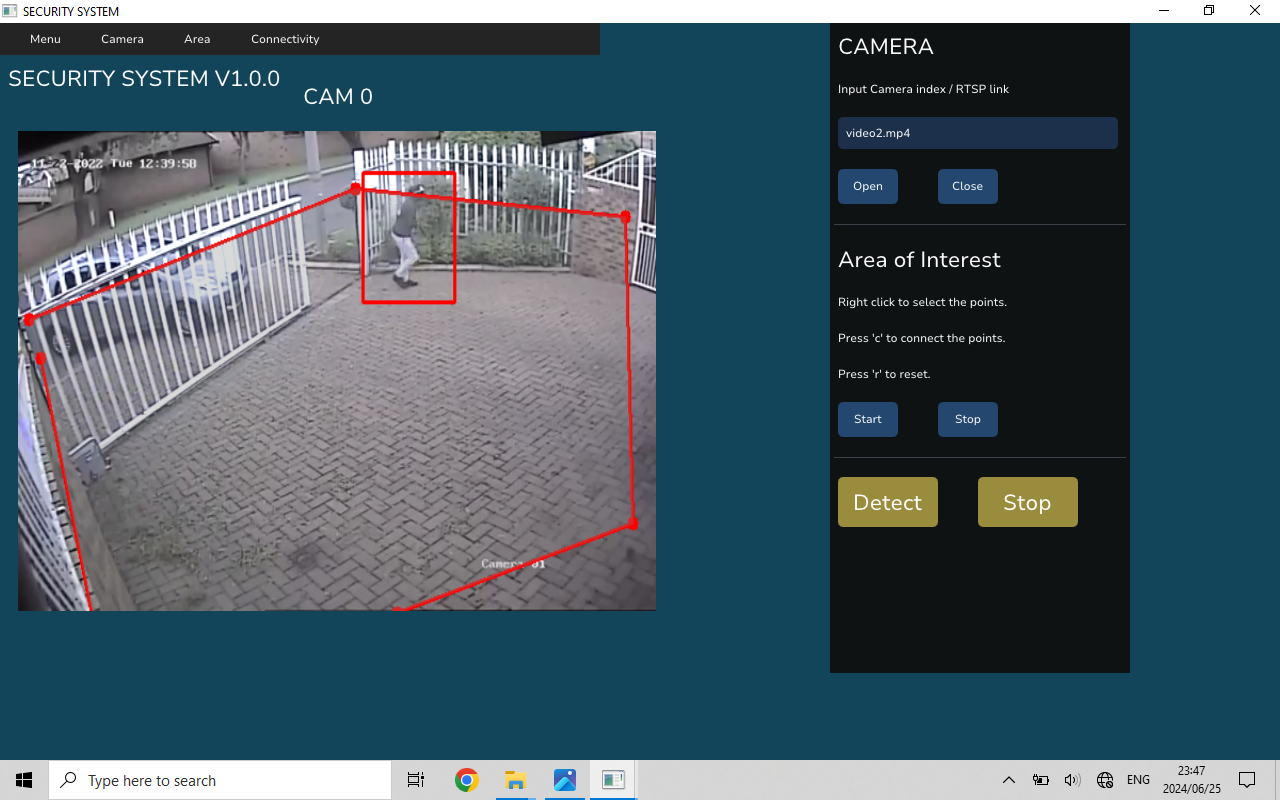 SECURITY SYSTEM
Menu Camera Area Connectivity
SECURITY SYSTEM V1.0.0
CAM 0
2022 Tue 12:39:58
Camera 01
CAMERA
Input Camera index / RTSP link
video2.mp4
Open Close
Area of Interest
Right click to select the points.
Press 'c' to connect the points.
Press 'r' to reset.
Start Stop
Detect Stop
Type here to search
ENG
23:47
2024/06/25